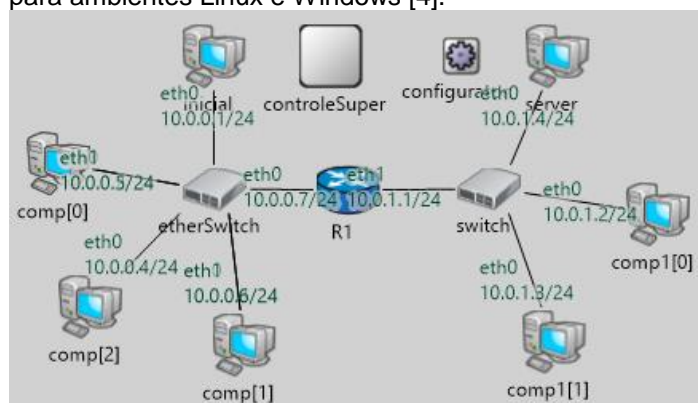 para ambientes Linux e Windows [4].
eth0
inicial
10.0.0.1/24
controleSuper
configurator
eth0
server
10.0.1.4/24
10.0.0.5/24
comp[0]
eth0
10.0.0.7/24
etherSwitch
eth1
10.0.1.1/24
R1
switch
eth0
10.0.1.2/24
comp1[0]
eth0
10.0.0.4/24
comp[2]
10.0.0.6/24
comp[1]
eth0
10.0.1.3/24
comp1[1]